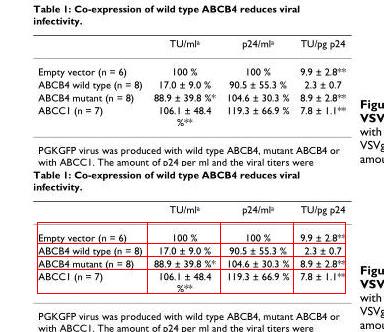 Table 1: Co-expression of wild type ABCB4 reduces viral
infectivity.
TU/mlᵃ p24/mlᵃ TU/pg p24
Empty vector (n = 6) 100 % 100 % 9.9 ± 2.8**
ABCB4 wild type (n = 8) 17.0 ± 9.0 % 90.5 ± 55.3 % 2.3 ± 0.7
ABCB4 mutant (n = 8) 88.9 ± 39.8 %* 104.6 ± 30.3 % 8.9 ± 2.8**
ABCC1 (n = 7) 106.1 ± 48.4 119.3 ± 66.9 % 7.8 ± 1.1**
%**
PGKGFP virus was produced with wild type ABCB4, mutant ABCB4 or
with ABCC1. The amount of p24 per ml and the viral titers were
Figu
VSV
with
VSVg
amou
Table 1: Co-expression of wild type ABCB4 reduces viral
infectivity.
TU/mlᵃ p24/mlᵃ TU/pg p24
Empty vector (n = 6) 100 % 100 % 9.9 ± 2.8**
ABCB4 wild type (n = 8) 17.0 ± 9.0 % 90.5 ± 55.3 % 2.3 ± 0.7
ABCB4 mutant (n = 8) 88.9 ± 39.8 %* 104.6 ± 30.3 % 8.9 ± 2.8**
ABCC1 (n = 7) 106.1 ± 48.4 119.3 ± 66.9 % 7.8 ± 1.1**
%**
PGKGFP virus was produced with wild type ABCB4, mutant ABCB4 or
with ABCC1. The amount of p24 per ml and the viral titers were
Figu
VSV
with
VSVg
amou